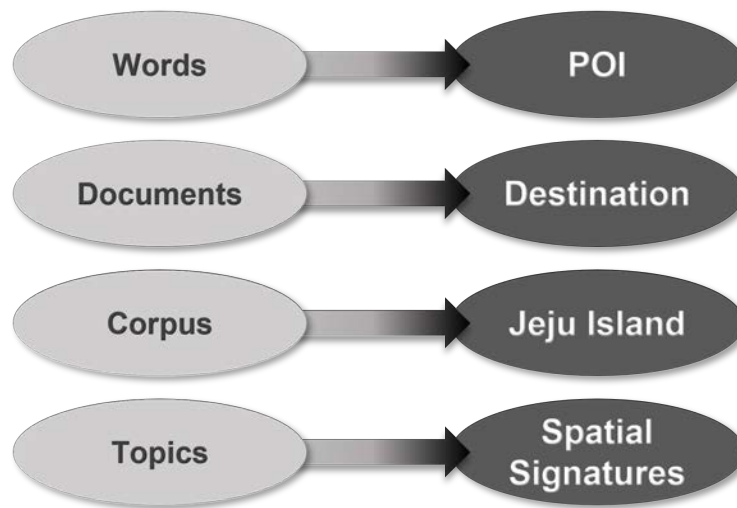 Words
POI
Documents
Destination
Corpus
Jeju Island
Topics
Spatial
Signatures